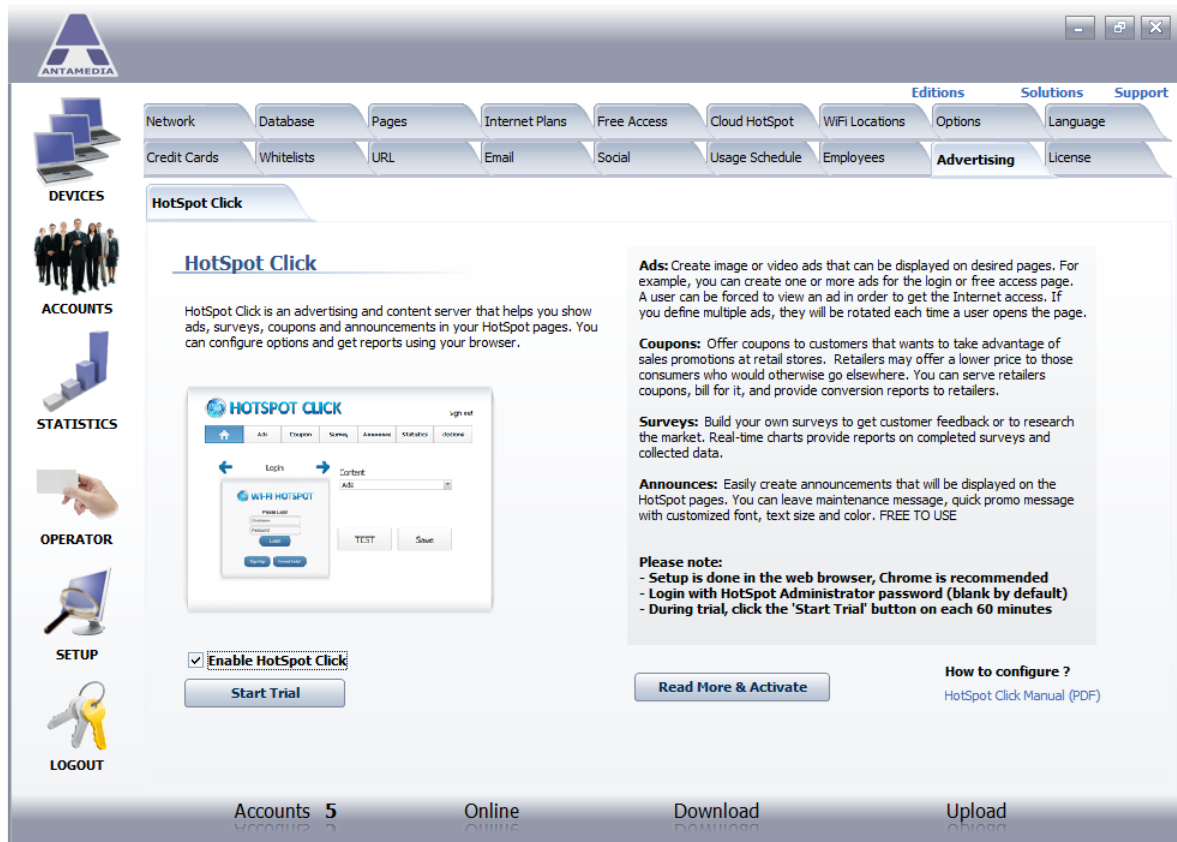 ANTAMEDIA
Editions Solutions Support
Network Database Pages Internet Plans Free Access Cloud HotSpot WiFi Locations Options Language
Credit Cards Whitelists URL Email Social Usage Schedule Employees Advertising License
DEVICES
HotSpot Click
HotSpot Click
HotSpot Click is an advertising and content server that helps you show
ads, surveys, coupons and announcements in your HotSpot pages. You
can configure options and get reports using your browser.
HOTSPOT CLICK
Sign out
Ads Coupon Survey Announces Statistics Options
Login
Content
Ads
WI-FI HOTSPOT
Please Login
Username
Password
Login
TEST Save
Ads: Create image or video ads that can be displayed on desired pages. For
example, you can create one or more ads for the login or free access page.
A user can be forced to view an ad in order to get the Internet access. If
you define multiple ads, they will be rotated each time a user opens the page.
Coupons: Offer coupons to customers that wants to take advantage of
sales promotions at retail stores. Retailers may offer a lower price to those
consumers who would otherwise go elsewhere. You can serve retailers
coupons, bill for it, and provide conversion reports to retailers.
Surveys: Build your own surveys to get customer feedback or to research
the market. Real-time charts provide reports on completed surveys and
collected data.
Announces: Easily create announcements that will be displayed on the
HotSpot pages. You can leave maintenance message, quick promo message
with customized font, text size and color. FREE TO USE
Please note:
- Setup is done in the web browser, Chrome is recommended
- Login with HotSpot Administrator password (blank by default)
- During trial, click the 'Start Trial' button on each 60 minutes
Enable HotSpot Click
Start Trial
Read More & Activate
How to configure ?
HotSpot Click Manual (PDF)
ACCOUNTS
STATISTICS
OPERATOR
SETUP
LOGOUT
Accounts 5 Online Download Upload